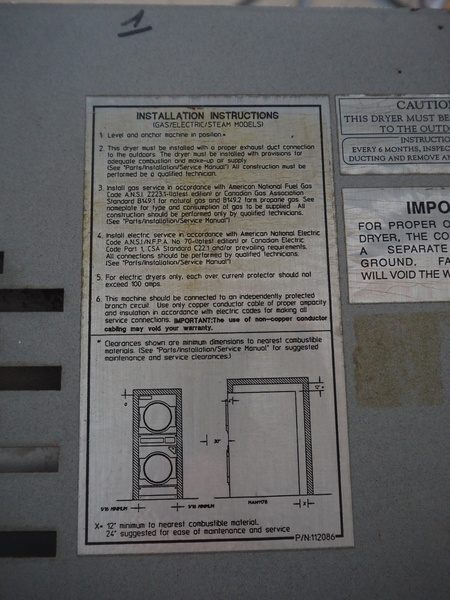 1
INSTALLATION INSTRUCTIONS
(GAS/ELECTRIC/STEAM MODELS)
1. Level and anchor machine in position.*
2. This dryer must be installed with a proper exhaust duct connection
to the outdoors. The dryer must be installed with provisions for
adequate combustion and make-up air supply.
(See "Parts/Installation/Service Manual") All construction must be
performed by a qualified technician.
3. Install gas service in accordance with American National Fuel Gas
Code A.N.S.I. Z223.1-(latest edition) or Canadian Gas Association
Standard B149.1 for natural gas and B149.2 form propane gas. See
nameplate for type and consumption of gas to be supplied. All
construction should be performed only by qualified technicians.
(See "Parts/Installation/Service Manual")
4. Install electric service in accordance with American National Electric
Code A.N.S.I./N.F.P.A. No. 70-(latest edition) or Canadian Electric
Code Part 1, CSA Standard C22.1 and/or prevailing requirements.
All connections should be performed by qualified technicians.
(See "Parts/Installation/Service Manual")
5. For electric dryers only, each over current protector should not
exceed 100 amps.
6. This machine should be connected to an independently protected
branch circuit. Use only copper conductor cable of proper ampacity
and insulation in accordance with electric codes for making all
service connections. IMPORTANT:The use of non-copper conductor
cabling may void your warranty.
* Clearances shown are minimum dimensions to nearest combustible
materials. (See "Parts/Installation/Service Manual" for suggested
maintenance and service clearances.)
30"
1/16 MINIMUM
1/16 MINIMUM
X
X= 12" minimum to nearest combustible material.
24" suggested for ease of maintenance and service
P/N:112086
CAUTIO
THIS DRYER MUST BE
TO THE OUTD
INSTRUCTIO
EVERY 6 MONTHS, INSPEC
DUCTING AND REMOVE AN
IMPO
FOR PROPER O
DRYER, THE CO
A SEPARATE
GROUND. FA
WILL VOID THE W